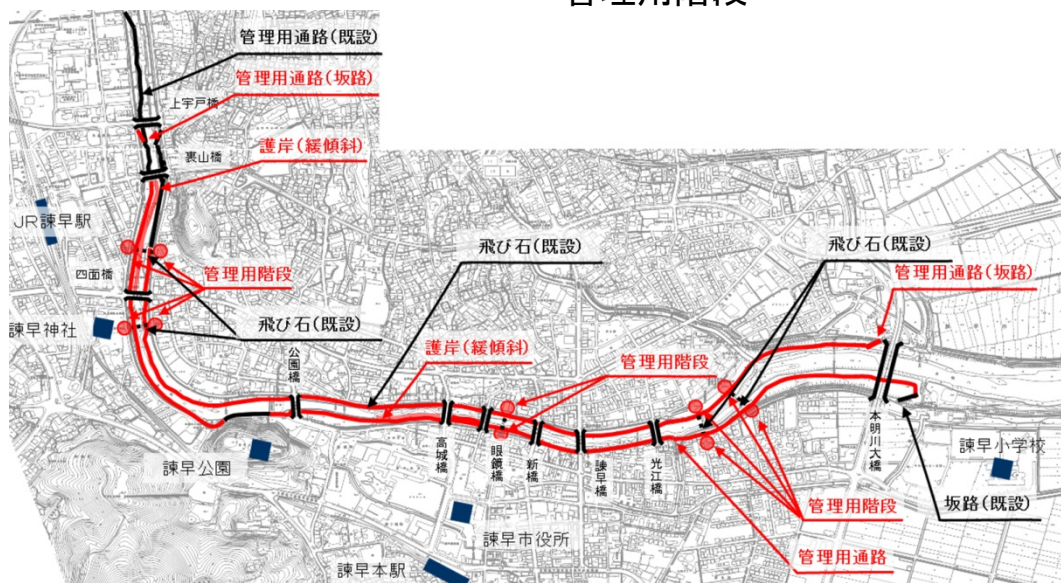 管理用階段
管理用通路(既設)
管理用通路(坂路)
上宇戸橋
護岸(緩傾斜)
裏山橋
JR諫早駅
飛び石(既設)
飛び石(既設)
管理用通路(坂路)
四面橋
管理用階段
諫早神社
飛び石(既設)
公園橋
護岸(緩傾斜)
管理用階段
諫早公園
高城橋
眼鏡橋
新橋
諫早橋
光江橋
本明川大橋
諫早小学校
管理用階段
坂路(既設)
諫早市役所
管理用通路
諫早本駅